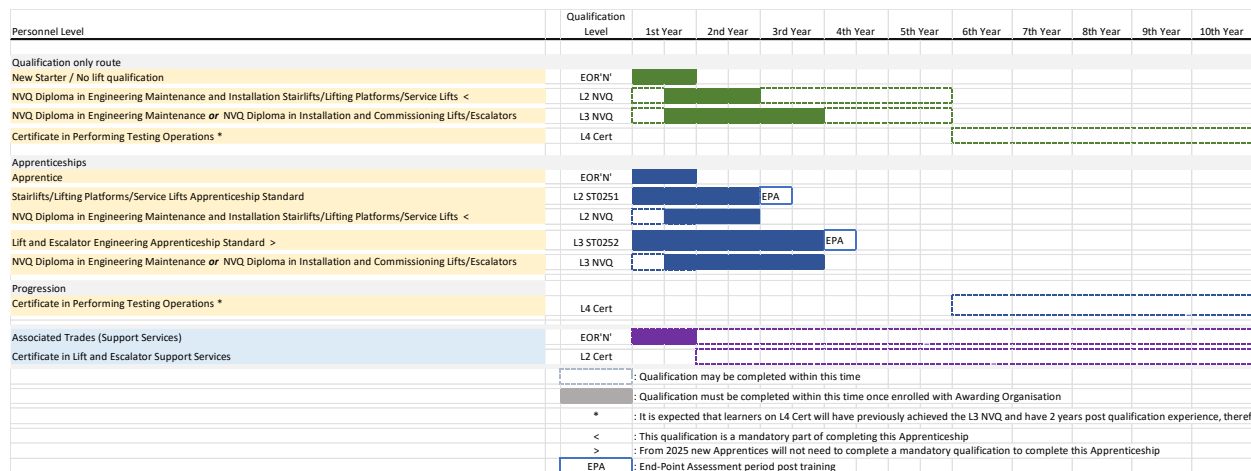 Qualification
Personnel Level Level 1st Year 2nd Year 3rd Year 4th Year 5th Year 6th Year 7th Year 8th Year 9th Year 10th Year
Qualification only route
New Starter / No lift qualification EOR'N'
NVQ Diploma in Engineering Maintenance and Installation Stairlifts/Lifting Platforms/Service Lifts < L2 NVQ
NVQ Diploma in Engineering Maintenance or NVQ Diploma in Installation and Commissioning Lifts/Escalators L3 NVQ
Certificate in Performing Testing Operations * L4 Cert
Apprenticeships
Apprentice EOR'N'
Stairlifts/Lifting Platforms/Service Lifts Apprenticeship Standard L2 ST0251 EPA
NVQ Diploma in Engineering Maintenance and Installation Stairlifts/Lifting Platforms/Service Lifts < L2 NVQ
Lift and Escalator Engineering Apprenticeship Standard > L3 ST0252 EPA
NVQ Diploma in Engineering Maintenance or NVQ Diploma in Installation and Commissioning Lifts/Escalators L3 NVQ
Progression
Certificate in Performing Testing Operations * L4 Cert
Associated Trades (Support Services) EOR'N'
Certificate in Lift and Escalator Support Services L2 Cert
: Qualification may be completed within this time
: Qualification must be completed within this time once enrolled with Awarding Organisation
* : It is expected that learners on L4 Cert will have previously achieved the L3 NVQ and have 2 years post qualification experience, theref
< : This qualification is a mandatory part of completing this Apprenticeship
> : From 2025 new Apprentices will not need to complete a mandatory qualification to complete this Apprenticeship
EPA : End-Point Assessment period post training